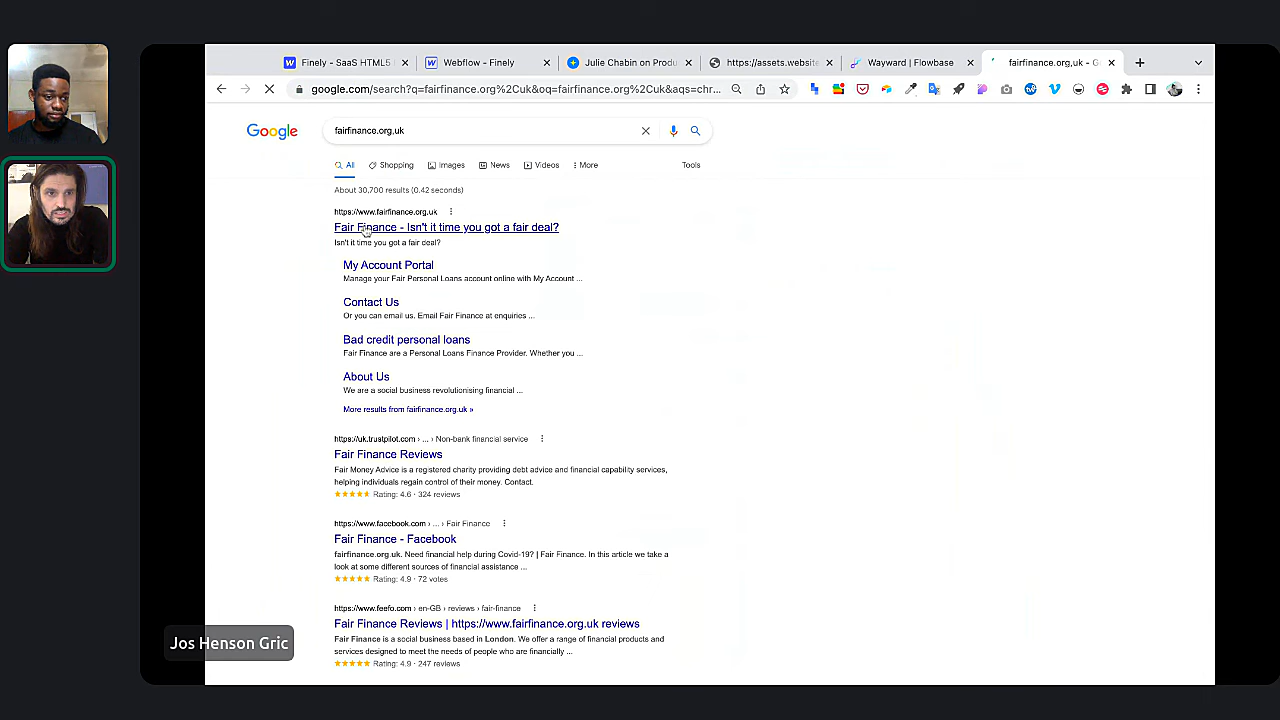 Finely - SaaS HTML5
Webflow - Finely
Julie Chabin on Produ
https://assets.website
Wayward | Flowbase
fairfinance.org,uk - G
google.com/search?q=fairfinance.org%2Cuk&oq=fairfinance.org%2Cuk&aqs=chr...
Google
fairfinance.org,uk
All
Shopping
Images
News
Videos
More
Tools
About 30,700 results (0.42 seconds)
https://www.fairfinance.org.uk
Fair Finance - Isn't it time you got a fair deal?
Isn't it time you got a fair deal?
My Account Portal
Manage your Fair Personal Loans account online with My Account ...
Contact Us
Or you can email us. Email Fair Finance at enquiries ...
Bad credit personal loans
Fair Finance are a Personal Loans Finance Provider. Whether you ...
About Us
We are a social business revolutionising financial ...
More results from fairfinance.org.uk »
https://uk.trustpilot.com › ... › Non-bank financial service
Fair Finance Reviews
Fair Money Advice is a registered charity providing debt advice and financial capability services,
helping individuals regain control of their money. Contact.
Rating: 4.6 · 324 reviews
https://www.facebook.com › ... › Fair Finance
Fair Finance - Facebook
fairfinance.org.uk. Need financial help during Covid-19? | Fair Finance. In this article we take a
look at some different sources of financial assistance ...
Rating: 4.9 · 72 votes
https://www.feefo.com › en-GB › reviews › fair-finance
Fair Finance Reviews | https://www.fairfinance.org.uk reviews
Fair Finance is a social business based in London. We offer a range of financial products and
services designed to meet the needs of people who are financially ...
Rating: 4.9 · 247 reviews
Jos Henson Gric